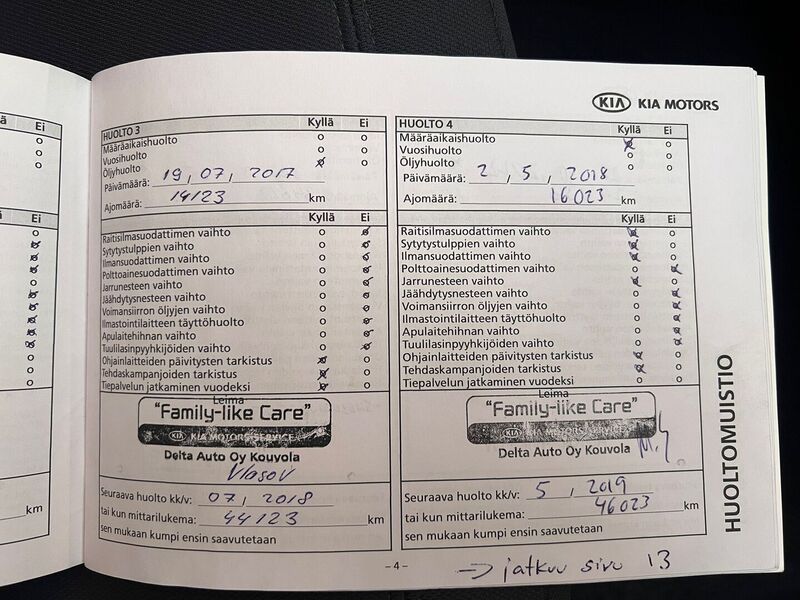 Ei
Ei
KIA KIA MOTORS
HUOLTO 3 Kyllä Ei
Määräaikaishuolto
Vuosihuolto
Öljyhuolto
Päivämäärä: 19, 07, 2017
Ajomäärä: 14123 km
Kyllä Ei
Raitisilmasuodattimen vaihto
Sytytystulppien vaihto
Ilmansuodattimen vaihto
Polttoainesuodattimen vaihto
Jarrunesteen vaihto
Jäähdytysnesteen vaihto
Voimansiirron öljyjen vaihto
Ilmastointilaitteen täyttöhuolto
Apulaitehihnan vaihto
Tuulilasinpyyhkijöiden vaihto
Ohjainlaitteiden päivitysten tarkistus
Tehdaskampanjoiden tarkistus
Tiepalvelun jatkaminen vuodeksi
Leima
"Family-like Care"
KIA KIA MOTORS SERVICE
Delta Auto Oy Kouvola
Vlasov
Seuraava huolto kk/v: 07, 2018
tai kun mittarilukema: 44123 km
sen mukaan kumpi ensin saavutetaan
HUOLTO 4 Kyllä Ei
Määräaikaishuolto
Vuosihuolto
Öljyhuolto
Päivämäärä: 2, 5, 2018
Ajomäärä: 16023 km
Kyllä Ei
Raitisilmasuodattimen vaihto
Sytytystulppien vaihto
Ilmansuodattimen vaihto
Polttoainesuodattimen vaihto
Jarrunesteen vaihto
Jäähdytysnesteen vaihto
Voimansiirron öljyjen vaihto
Ilmastointilaitteen täyttöhuolto
Apulaitehihnan vaihto
Tuulilasinpyyhkijöiden vaihto
Ohjainlaitteiden päivitysten tarkistus
Tehdaskampanjoiden tarkistus
Tiepalvelun jatkaminen vuodeksi
Leima
"Family-like Care"
KIA KIA MOTORS SERVICE
Delta Auto Oy Kouvola
Seuraava huolto kk/v: 5, 2019
tai kun mittarilukema: 46023 km
sen mukaan kumpi ensin saavutetaan
km
HUOLTOMUISTIO
-4-
→ jatkuu sivu 13